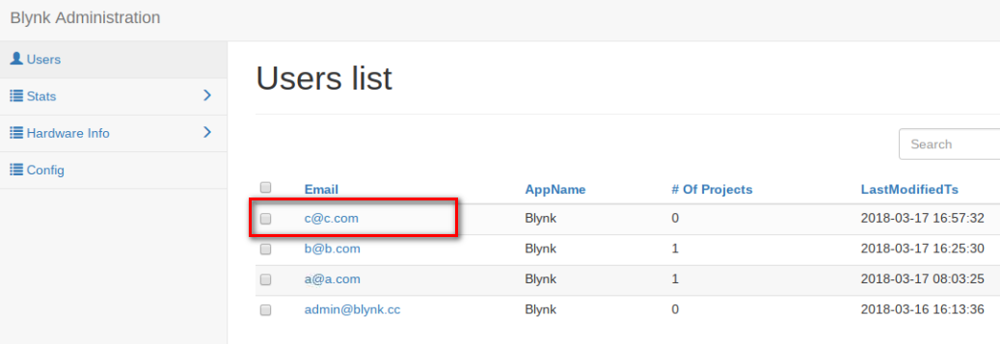 Blynk Administration
Users
Stats
Hardware Info
Config
Users list
Search
Email AppName # Of Projects LastModifiedTs
c@c.com Blynk 0 2018-03-17 16:57:32
b@b.com Blynk 1 2018-03-17 16:25:30
a@a.com Blynk 1 2018-03-17 08:03:25
admin@blynk.cc Blynk 0 2018-03-16 16:13:36